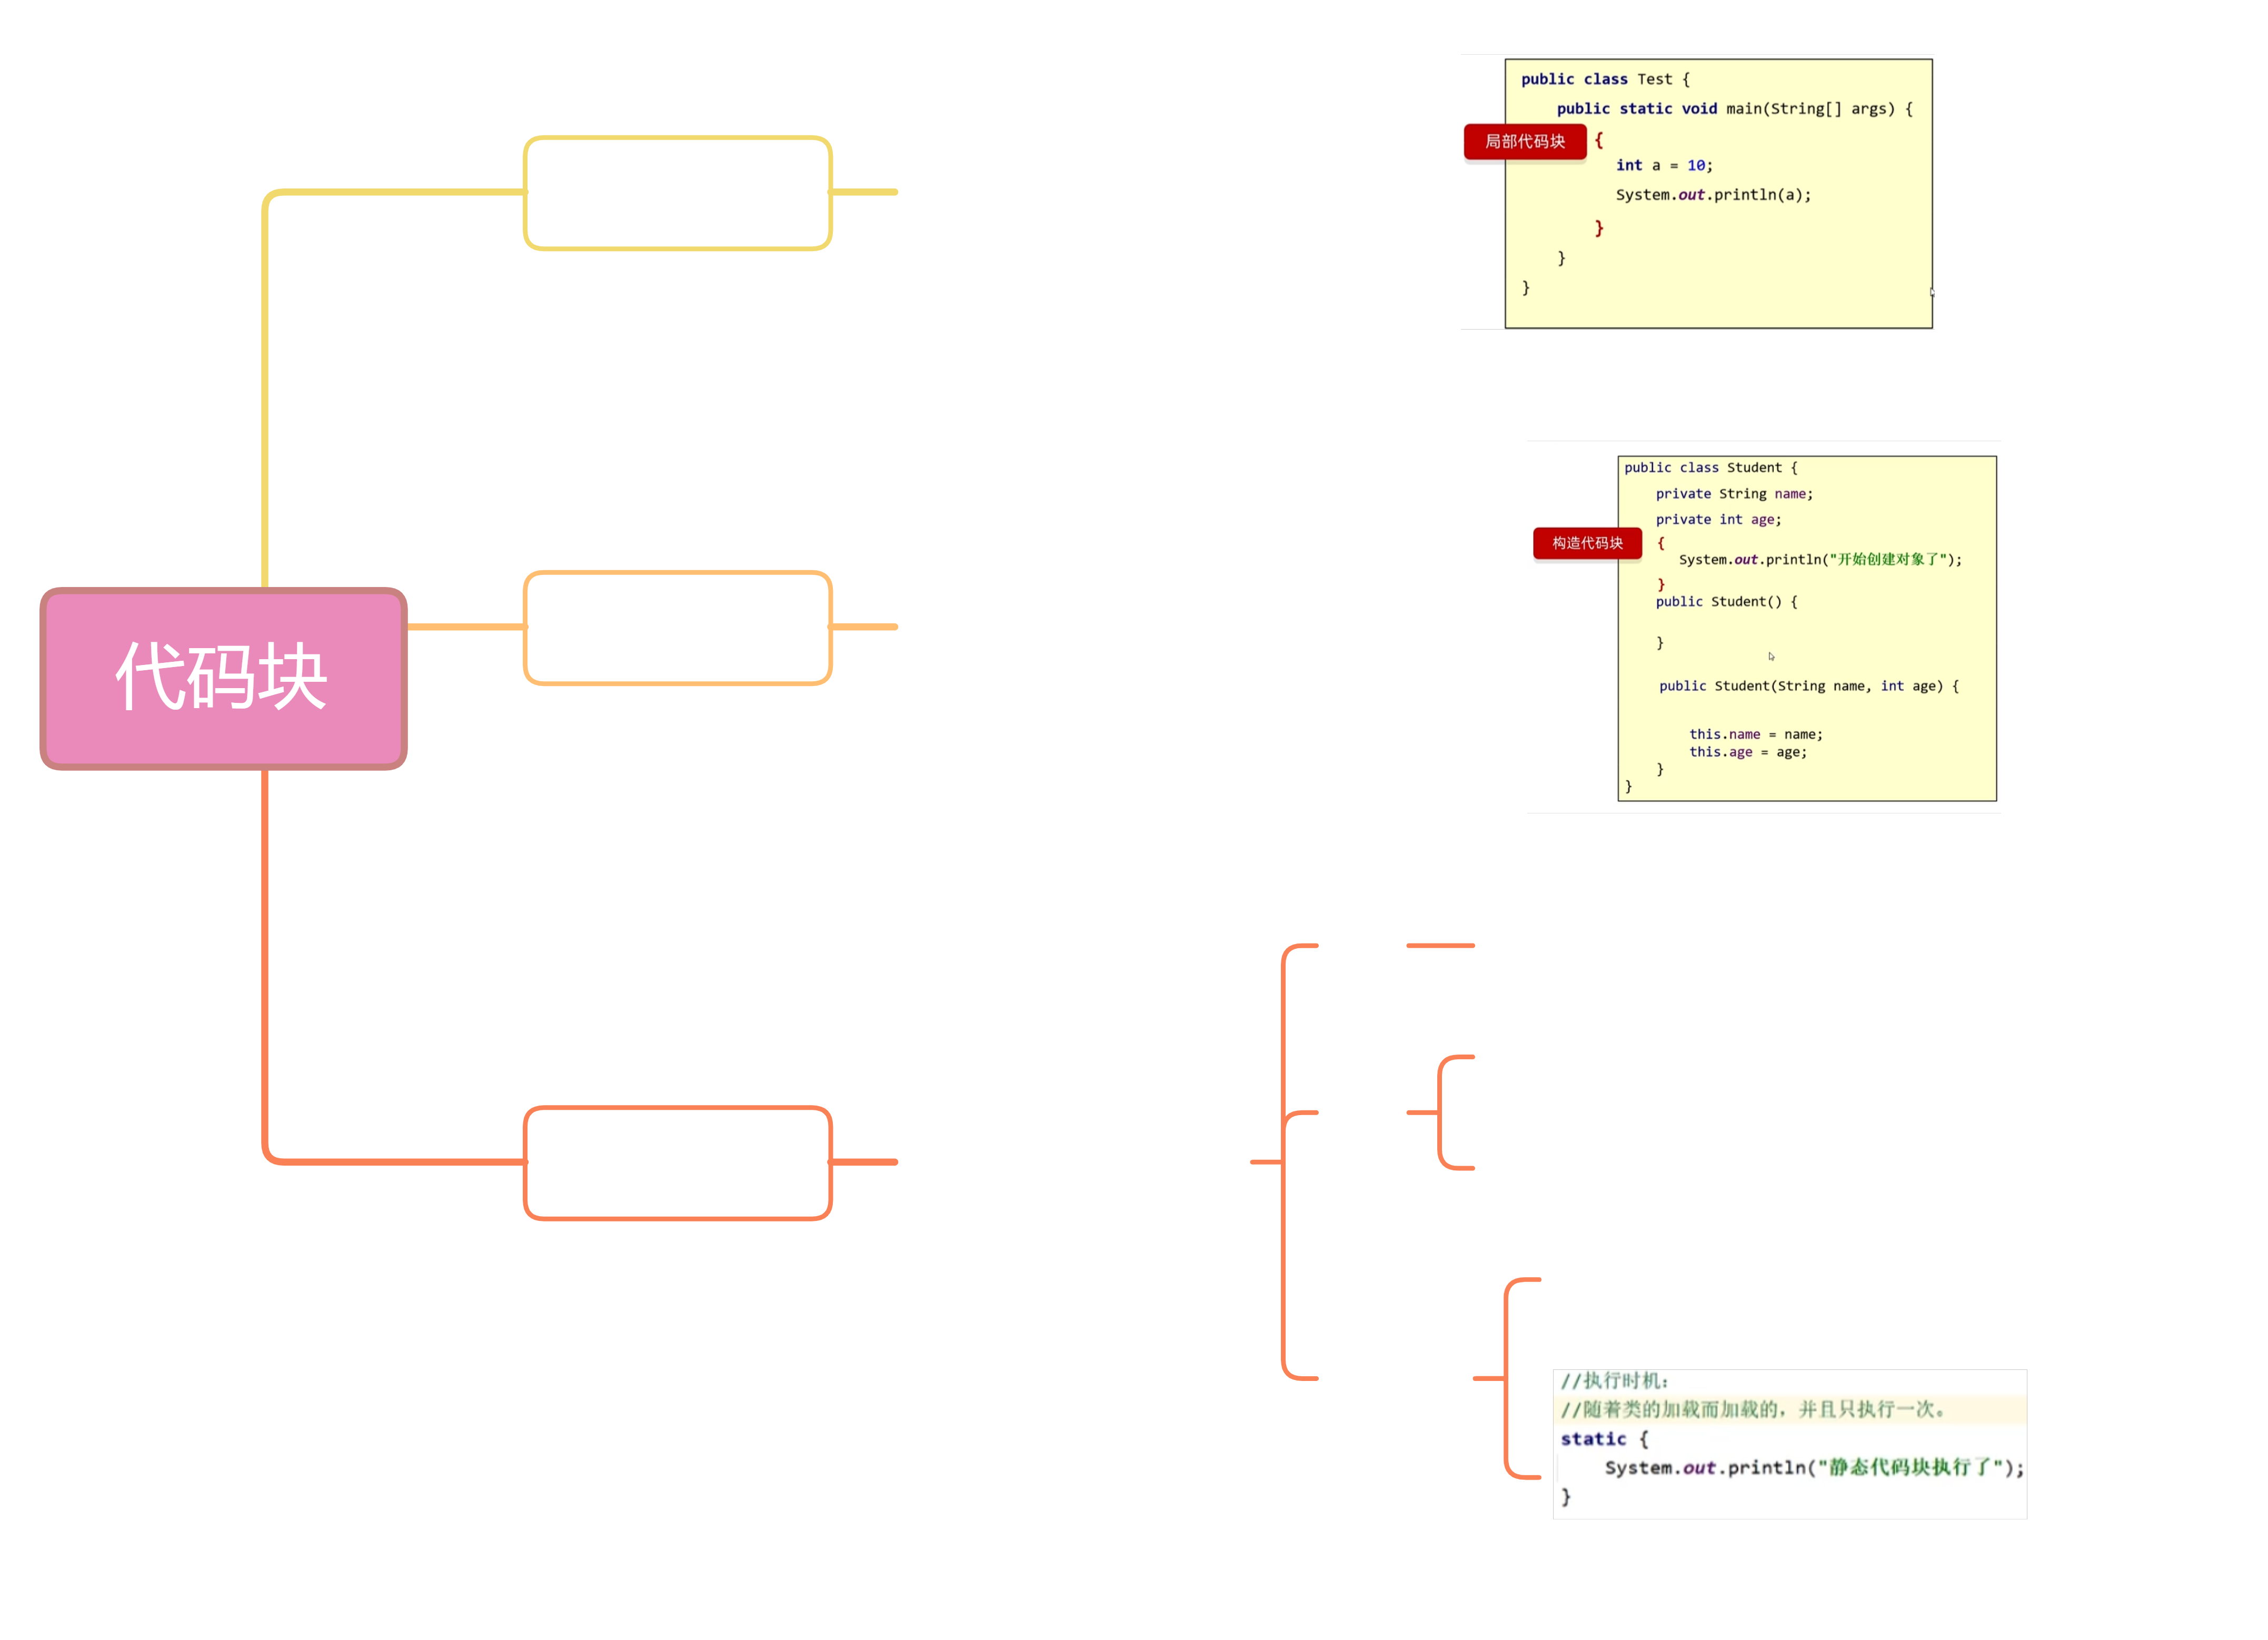 public class Test {
public static void main(String[] args) {
局部代码块
{
int a = 10;
System.out.println(a);
}
}
}
public class Student {
private String name;
private int age;
构造代码块
{
System.out.println("开始创建对象了");
}
public Student() {
}
public Student(String name, int age) {
this.name = name;
this.age = age;
}
}
代码块
//执行时机：
//随着类的加载而加载的，并且只执行一次。
static {
System.out.println("静态代码块执行了");
}